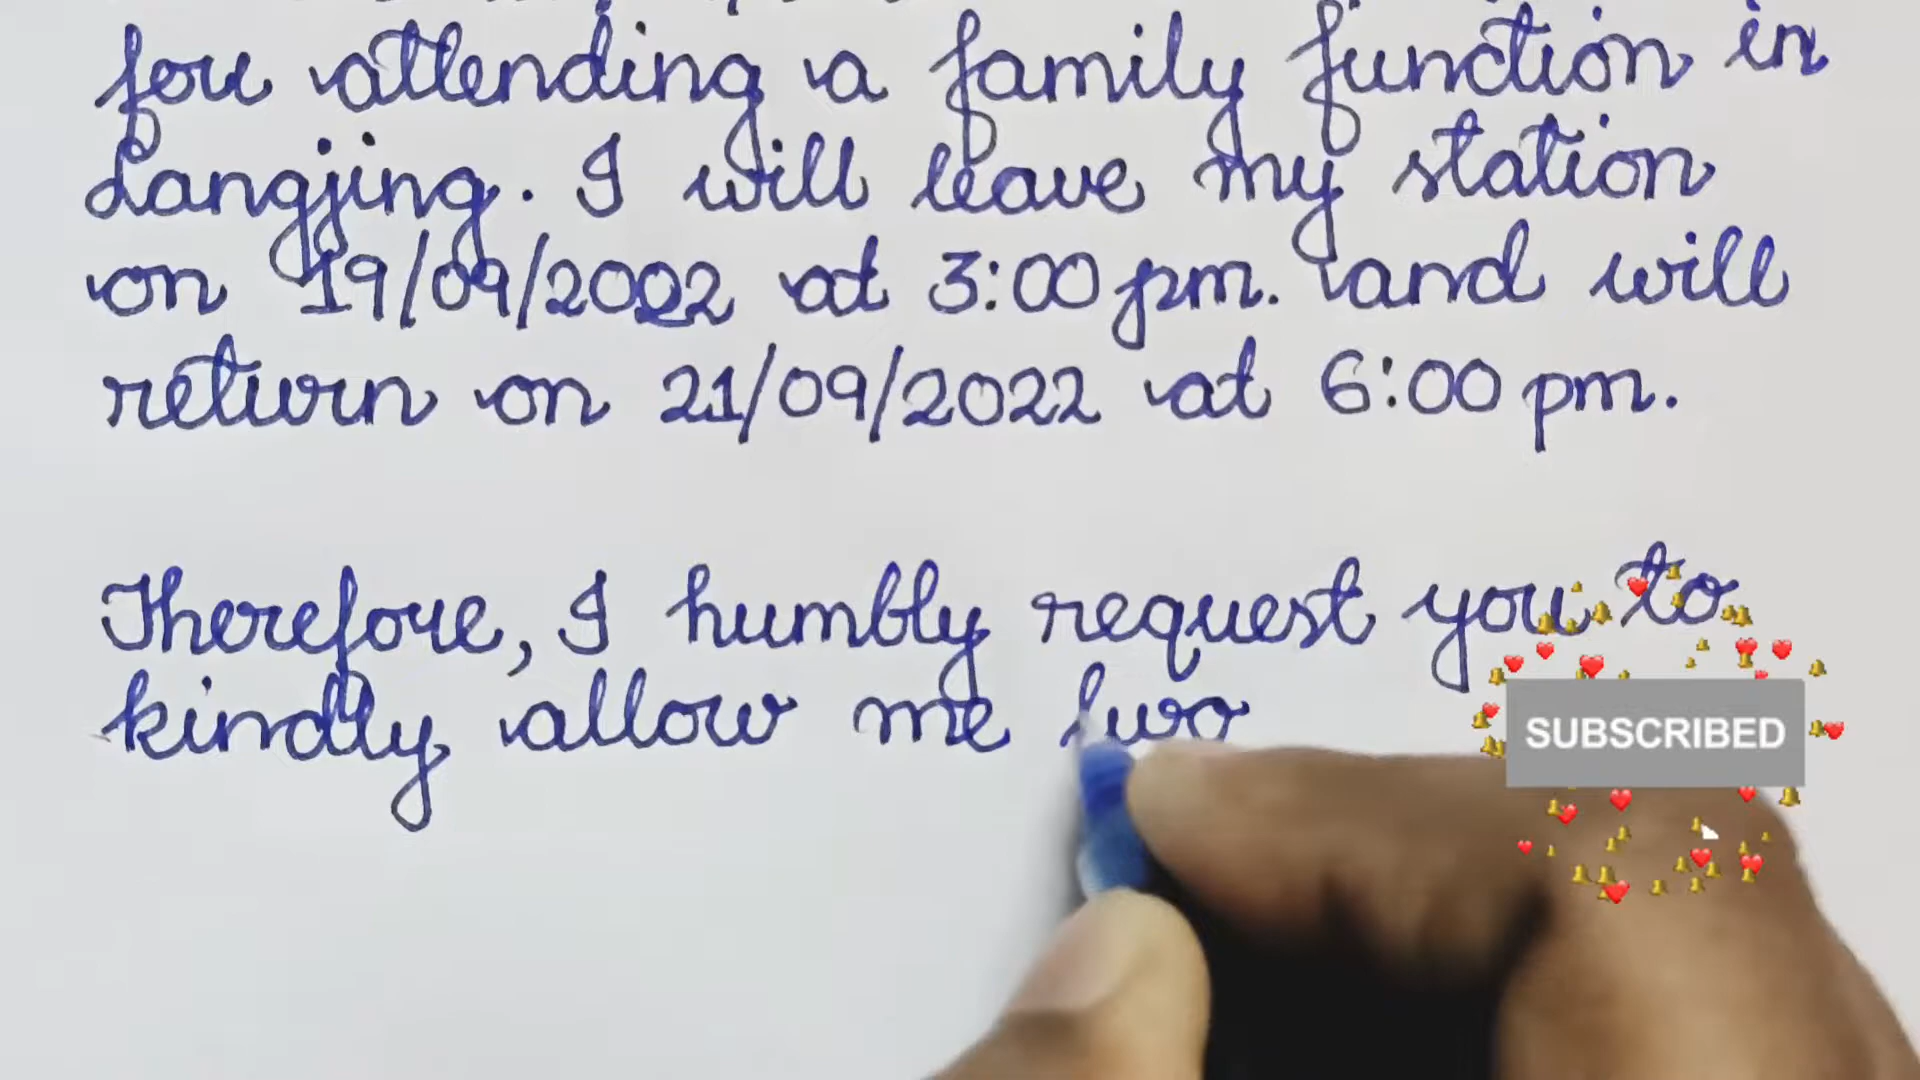 for attending a family function in
Langjing. I will leave my station
on 19/09/2022 at 3:00 pm. and will
return on 21/09/2022 at 6:00 pm.
Therefore, I humbly request you to
kindly allow me two
SUBSCRIBED